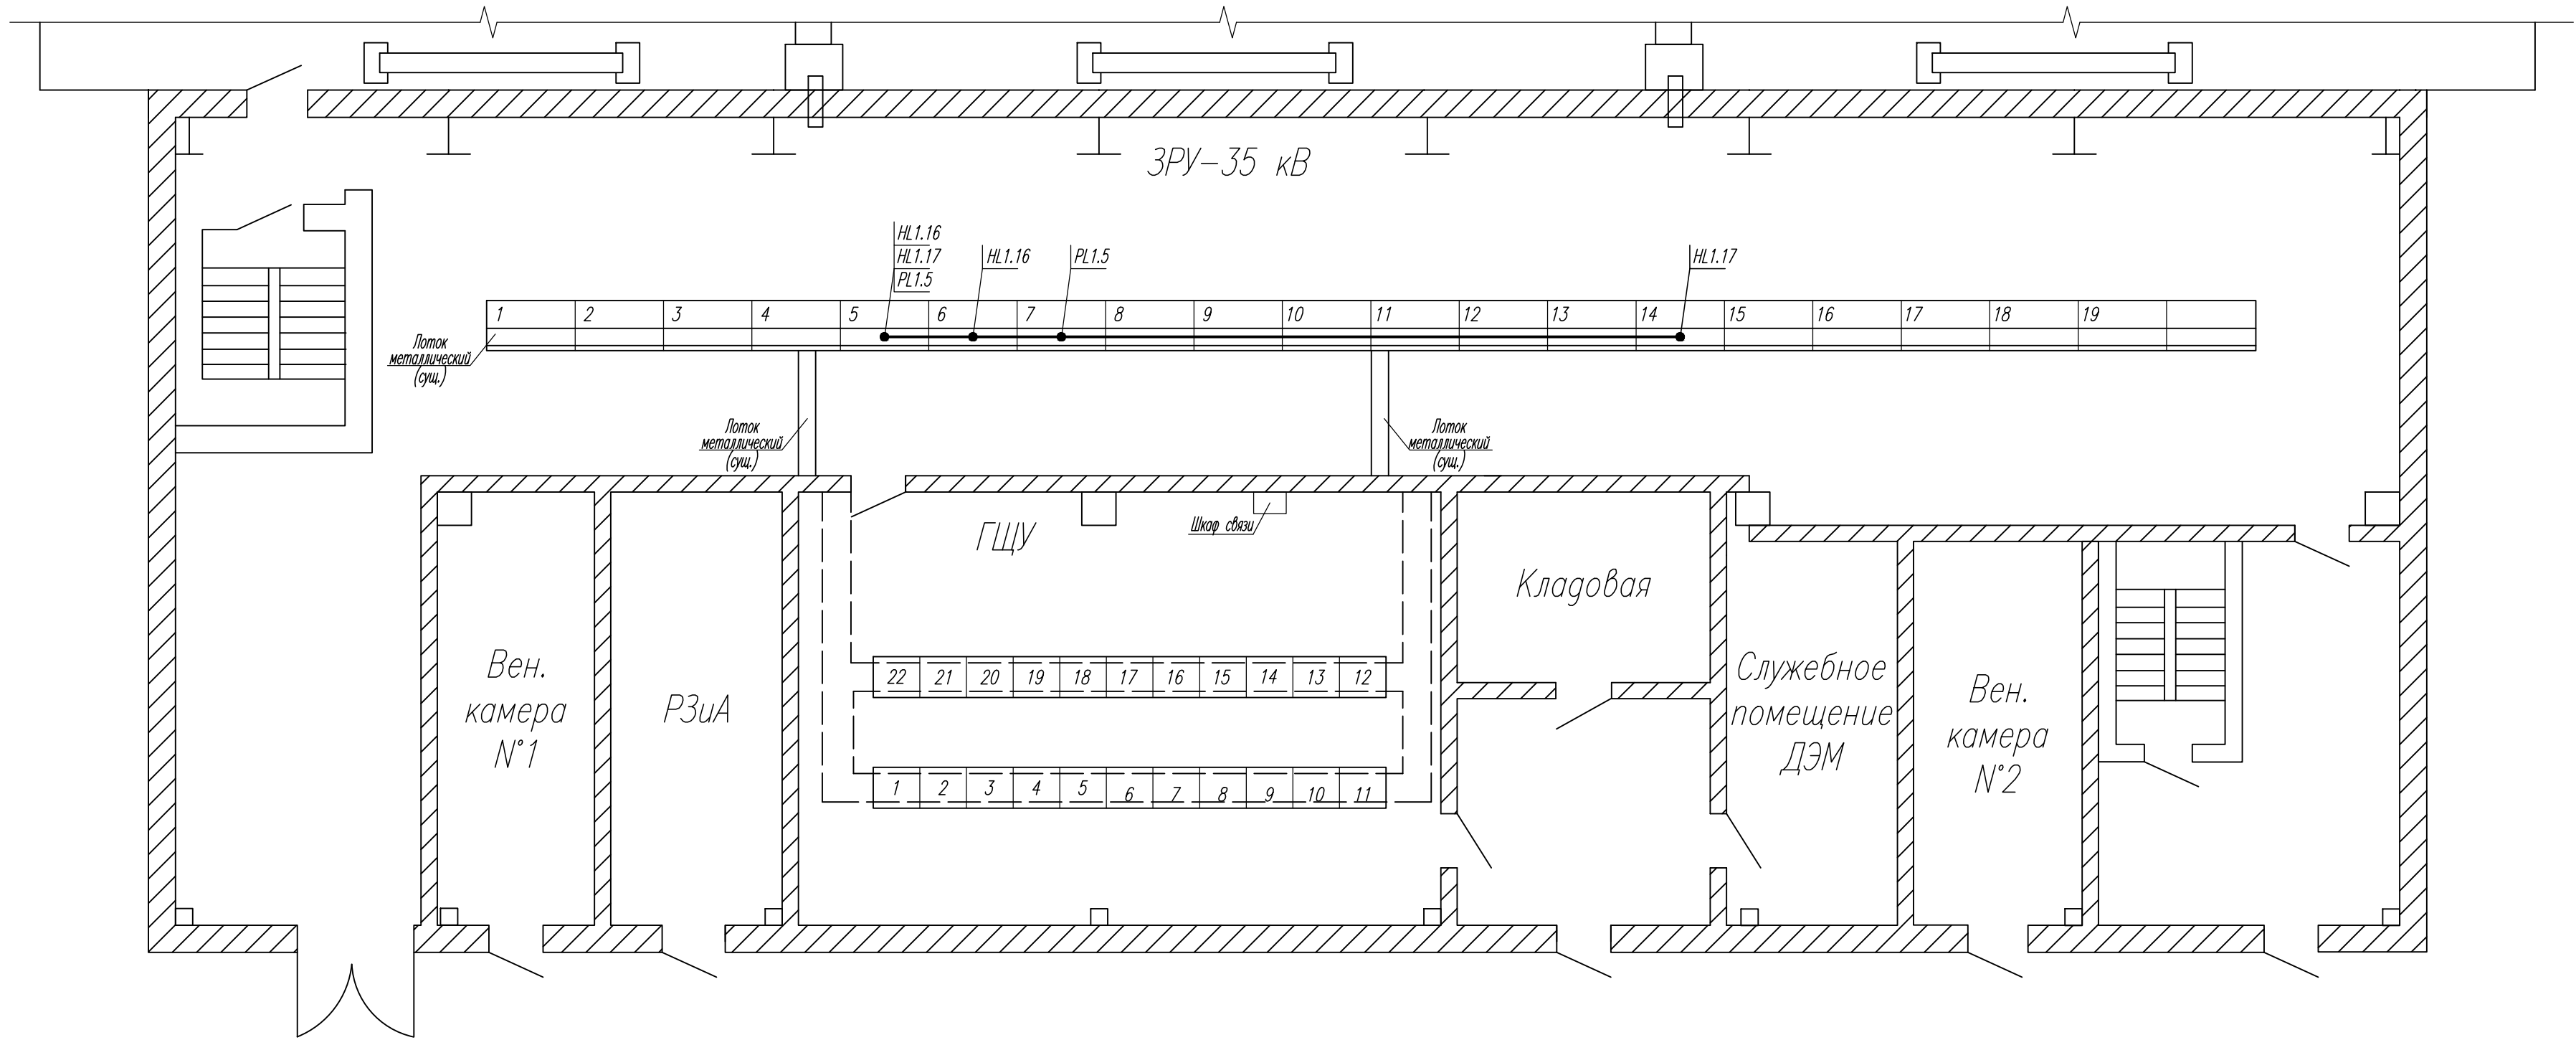 ЗРУ-35 кВ
HL1.16
HL1.17
PL1.5
HL1.16
PL1.5
HL1.17
1 2 3 4 5 6 7 8 9 10 11 12 13 14 15 16 17 18 19
Лоток
металлический
(сущ.)
Лоток
металлический
(сущ.)
Лоток
металлический
(сущ.)
ГЩУ
Шкаф связи
Кладовая
Вен.
камера
N°1
РЗиА
22 21 20 19 18 17 16 15 14 13 12
1 2 3 4 5 6 7 8 9 10 11
Служебное
помещение
ДЭМ
Вен.
камера
N°2